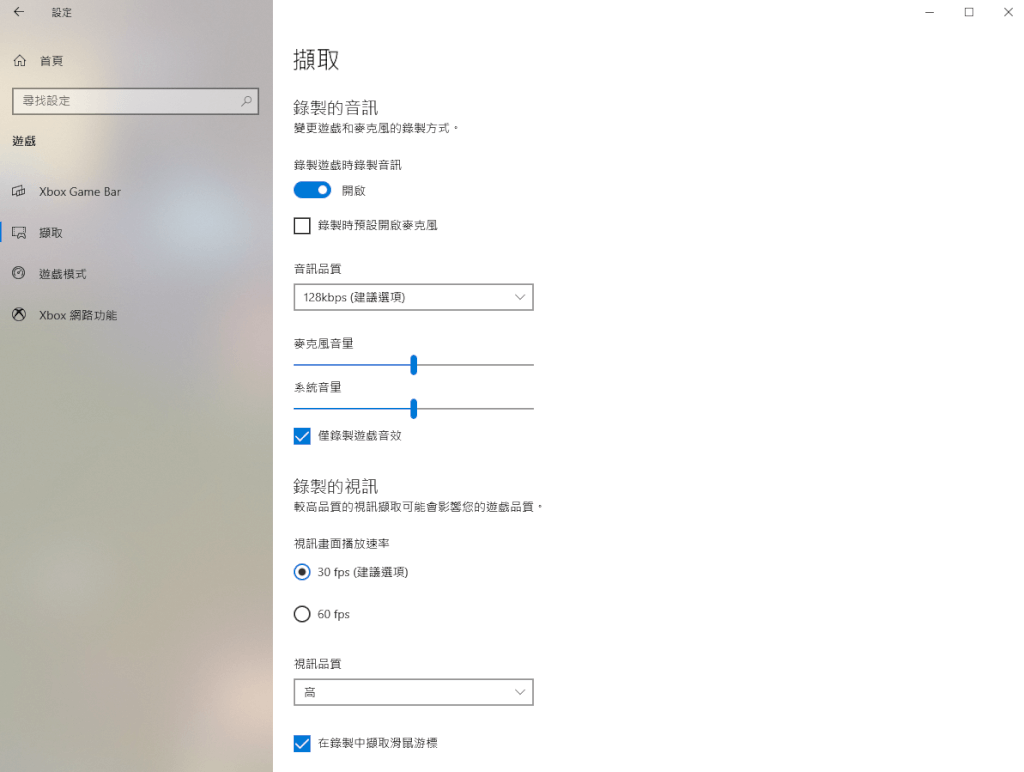 設定
首頁
尋找設定
遊戲
Xbox Game Bar
擷取
遊戲模式
Xbox 網路功能
擷取
錄製的音訊
變更遊戲和麥克風的錄製方式。
錄製遊戲時錄製音訊
開啟
錄製時預設開啟麥克風
音訊品質
128kbps (建議選項)
麥克風音量
系統音量
僅錄製遊戲音效
錄製的視訊
較高品質的視訊擷取可能會影響您的遊戲品質。
視訊畫面播放速率
30 fps (建議選項)
60 fps
視訊品質
高
在錄製中擷取滑鼠游標